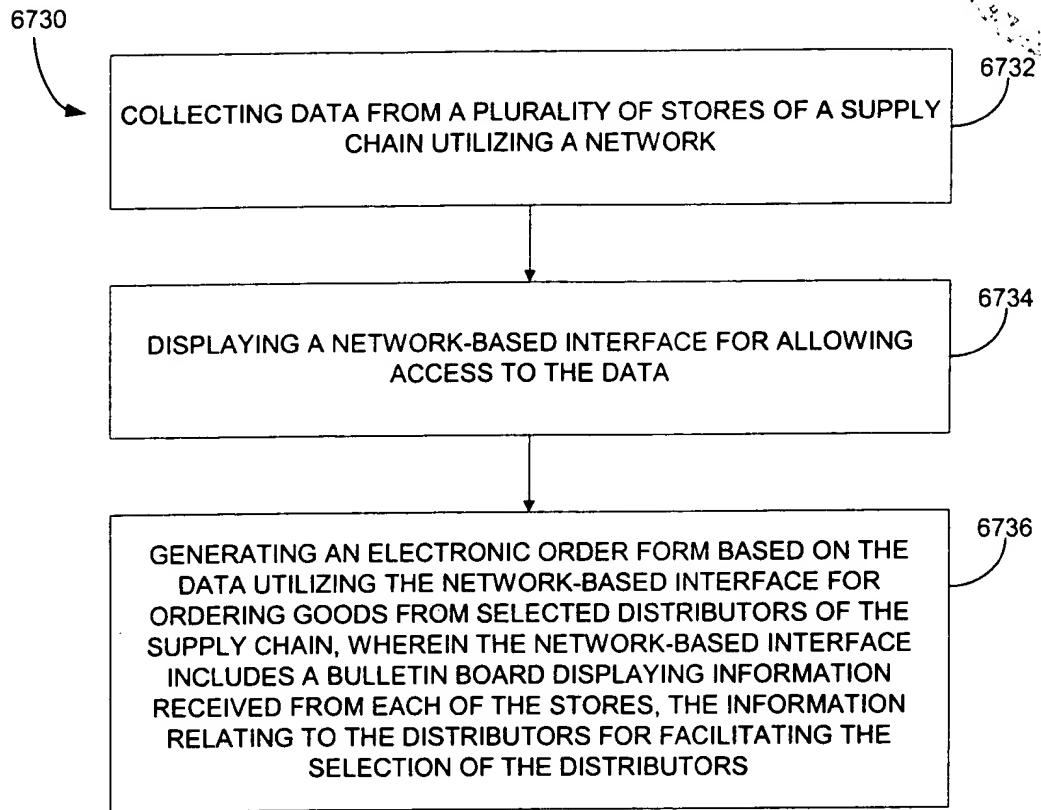 6730
6732
COLLECTING DATA FROM A PLURALITY OF STORES OF A SUPPLY
CHAIN UTILIZING A NETWORK
6734
DISPLAYING A NETWORK-BASED INTERFACE FOR ALLOWING
ACCESS TO THE DATA
6736
GENERATING AN ELECTRONIC ORDER FORM BASED ON THE
DATA UTILIZING THE NETWORK-BASED INTERFACE FOR
ORDERING GOODS FROM SELECTED DISTRIBUTORS OF THE
SUPPLY CHAIN, WHEREIN THE NETWORK-BASED INTERFACE
INCLUDES A BULLETIN BOARD DISPLAYING INFORMATION
RECEIVED FROM EACH OF THE STORES, THE INFORMATION
RELATING TO THE DISTRIBUTORS FOR FACILITATING THE
SELECTION OF THE DISTRIBUTORS